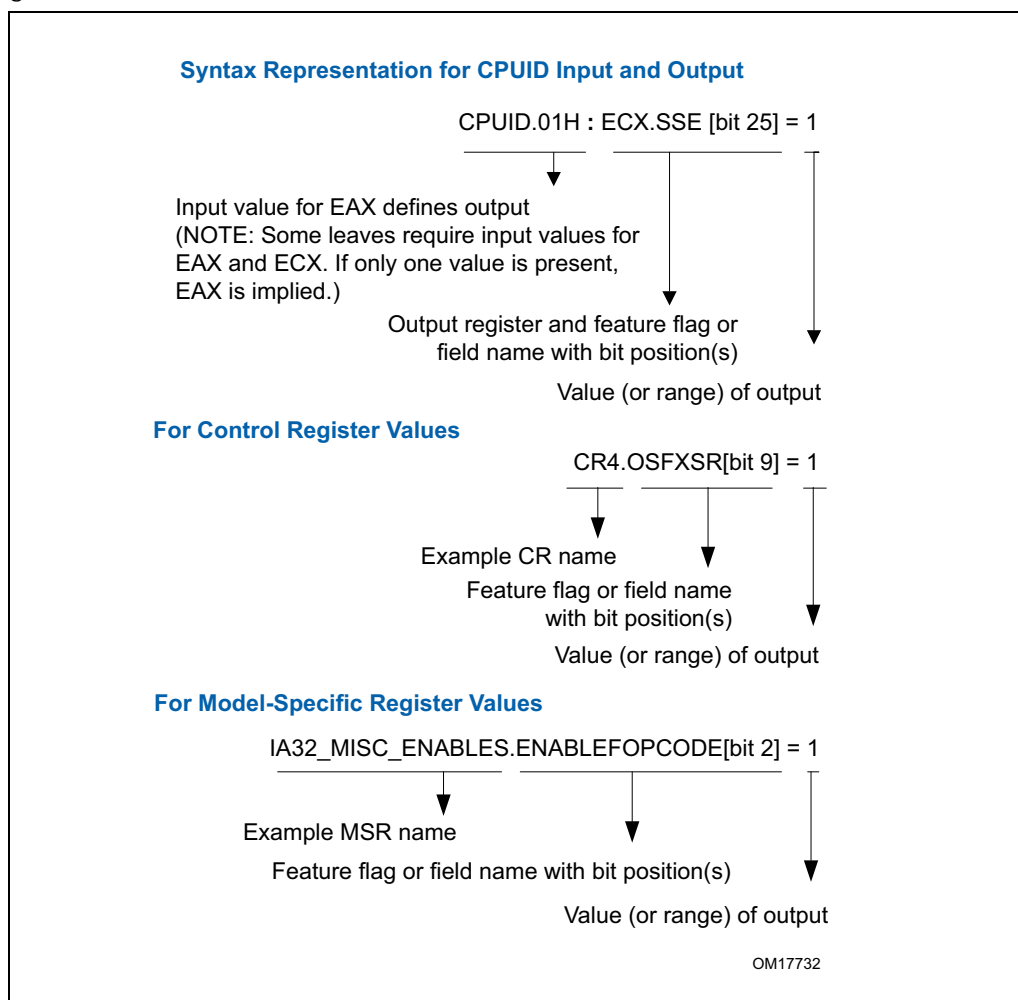 Syntax Representation for CPUID Input and Output
CPUID.01H : ECX.SSE [bit 25] = 1
Input value for EAX defines output
(NOTE: Some leaves require input values for
EAX and ECX. If only one value is present,
EAX is implied.)
Output register and feature flag or
field name with bit position(s)
Value (or range) of output
For Control Register Values
CR4.OSFXSR[bit 9] = 1
Example CR name
Feature flag or field name
with bit position(s)
Value (or range) of output
For Model-Specific Register Values
IA32_MISC_ENABLES.ENABLEFOPCODE[bit 2] = 1
Example MSR name
Feature flag or field name with bit position(s)
Value (or range) of output
OM17732